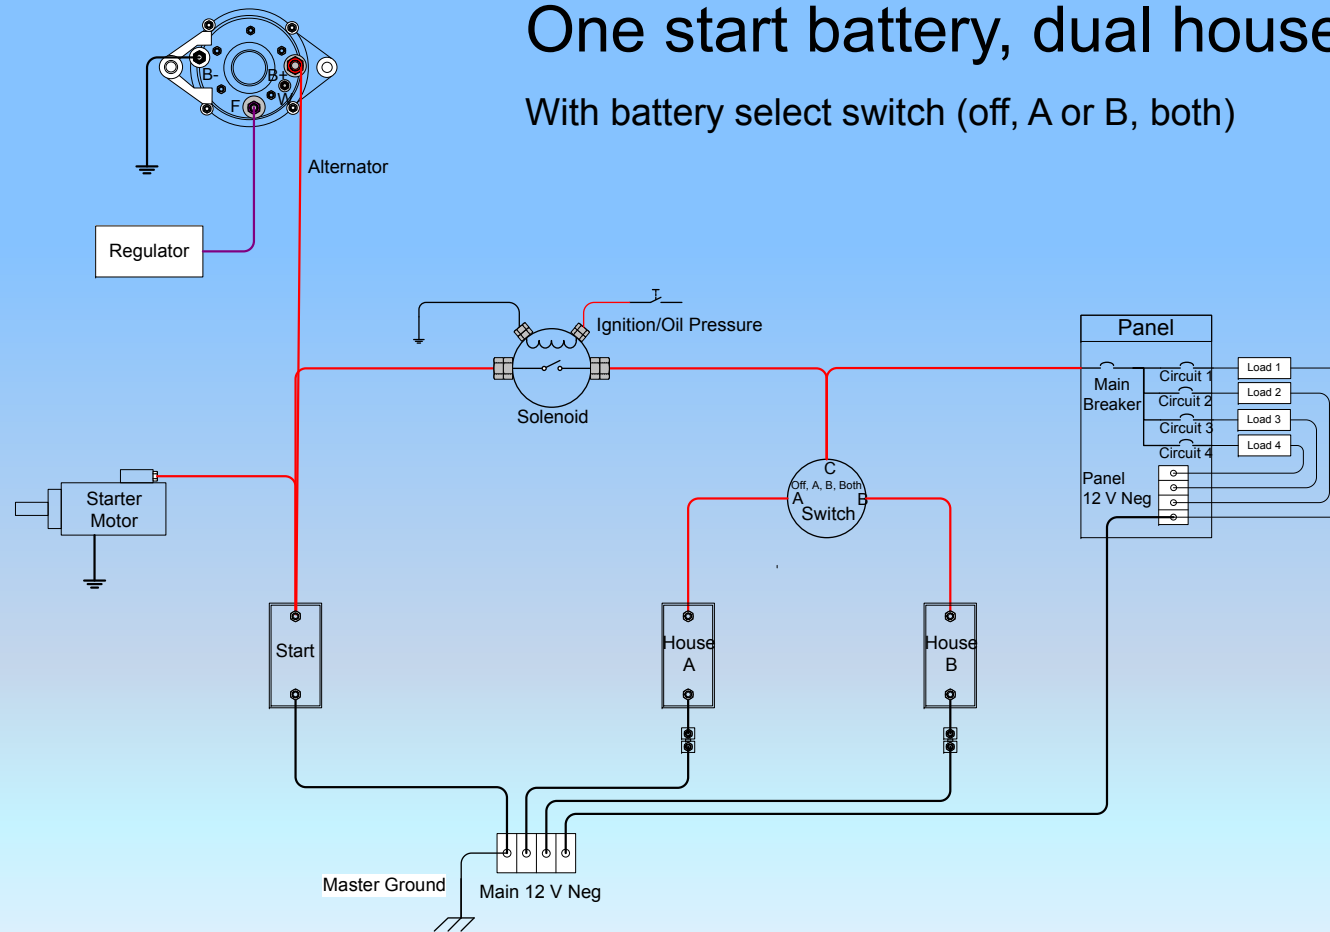 One start battery, dual house
With battery select switch (off, A or B, both)
B-
B+
F
W
Alternator
Regulator
Ignition/Oil Pressure
Solenoid
Panel
Main
Breaker
Circuit 1
Load 1
Circuit 2
Load 2
Circuit 3
Load 3
Circuit 4
Load 4
Panel
12 V Neg
C
Off, A, B, Both
A
B
Switch
Starter
Motor
Start
House
A
House
B
Master Ground
Main 12 V Neg